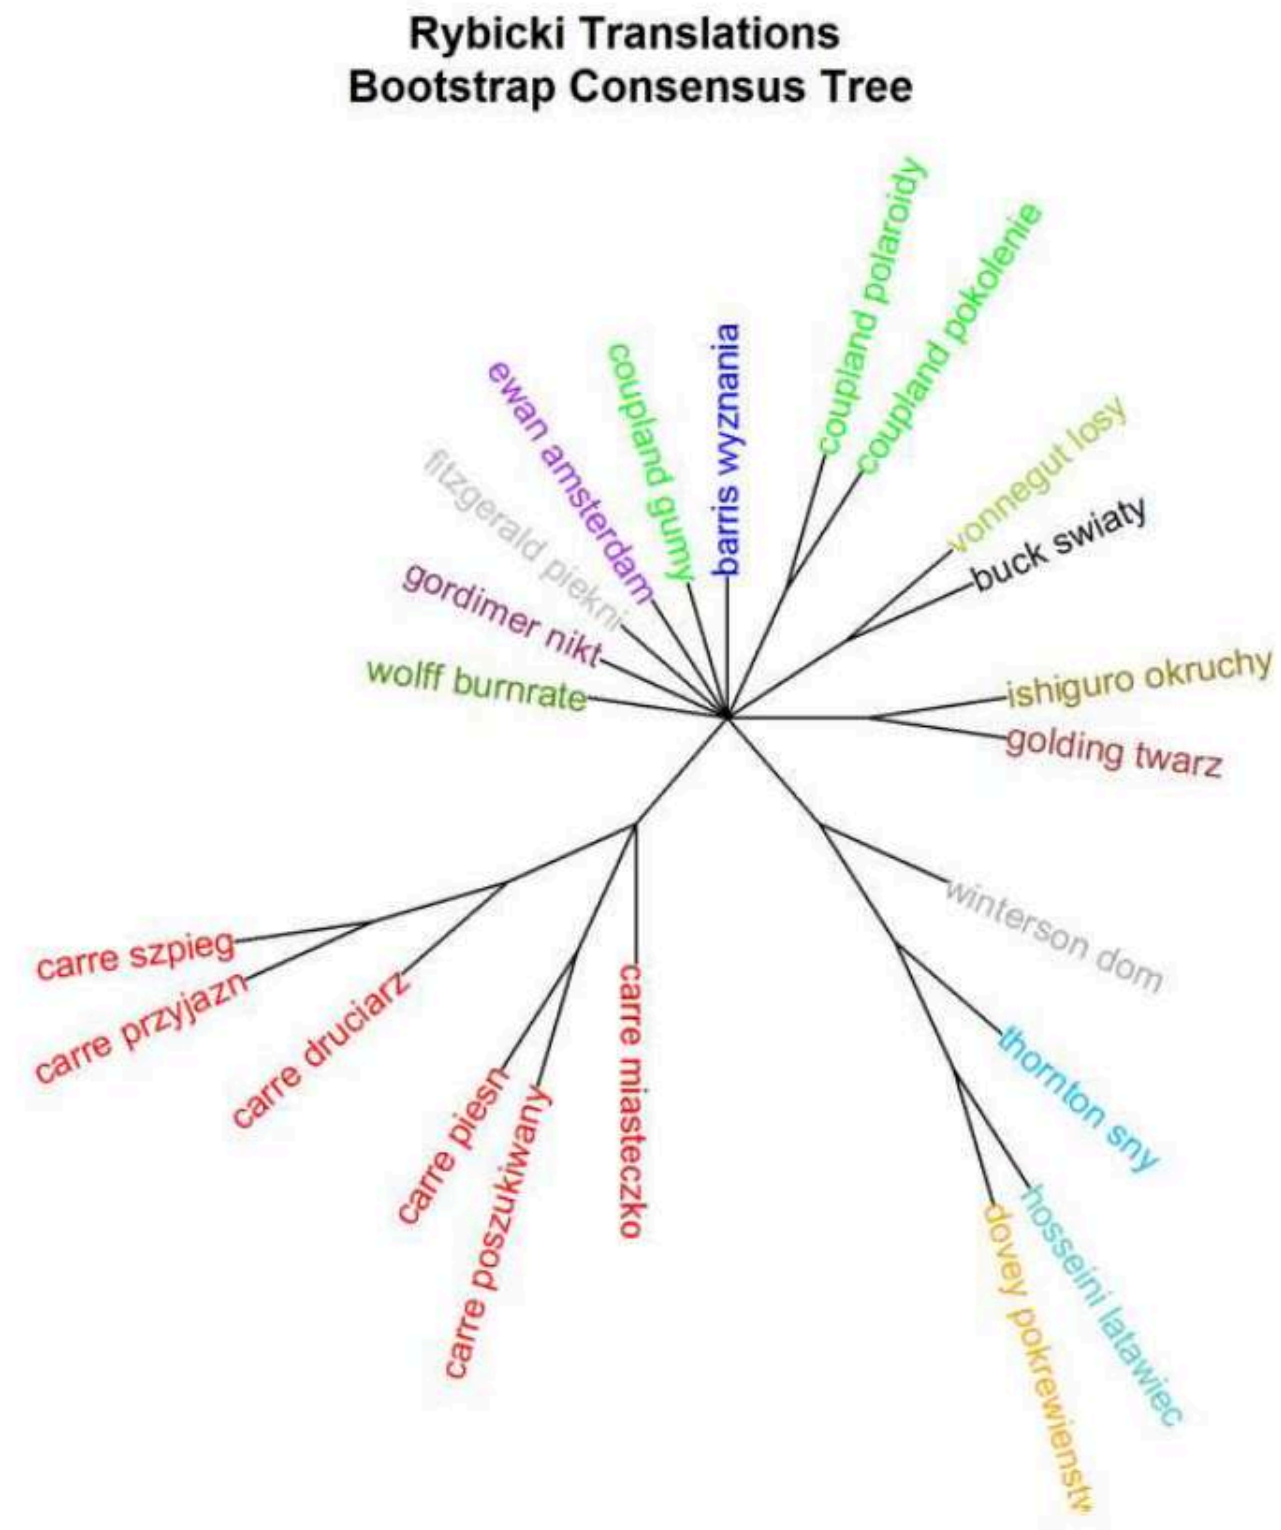 Rybicki Translations
Bootstrap Consensus Tree
coupland polaroidy
coupland pokolenie
barris wyznania
coupland gumy
ewan amsterdam
fitzgerald piekni
gordimer nikt
wolff burnrate
vonnegut losy
buck swiaty
ishiguro okruchy
golding twarz
winterson dom
thornton sny
hosseini latawiec
dovey pokrewienstw
carre szpieg
carre przyjazn
carre druciarz
carre piesn
carre poszukiwany
carre miasteczko